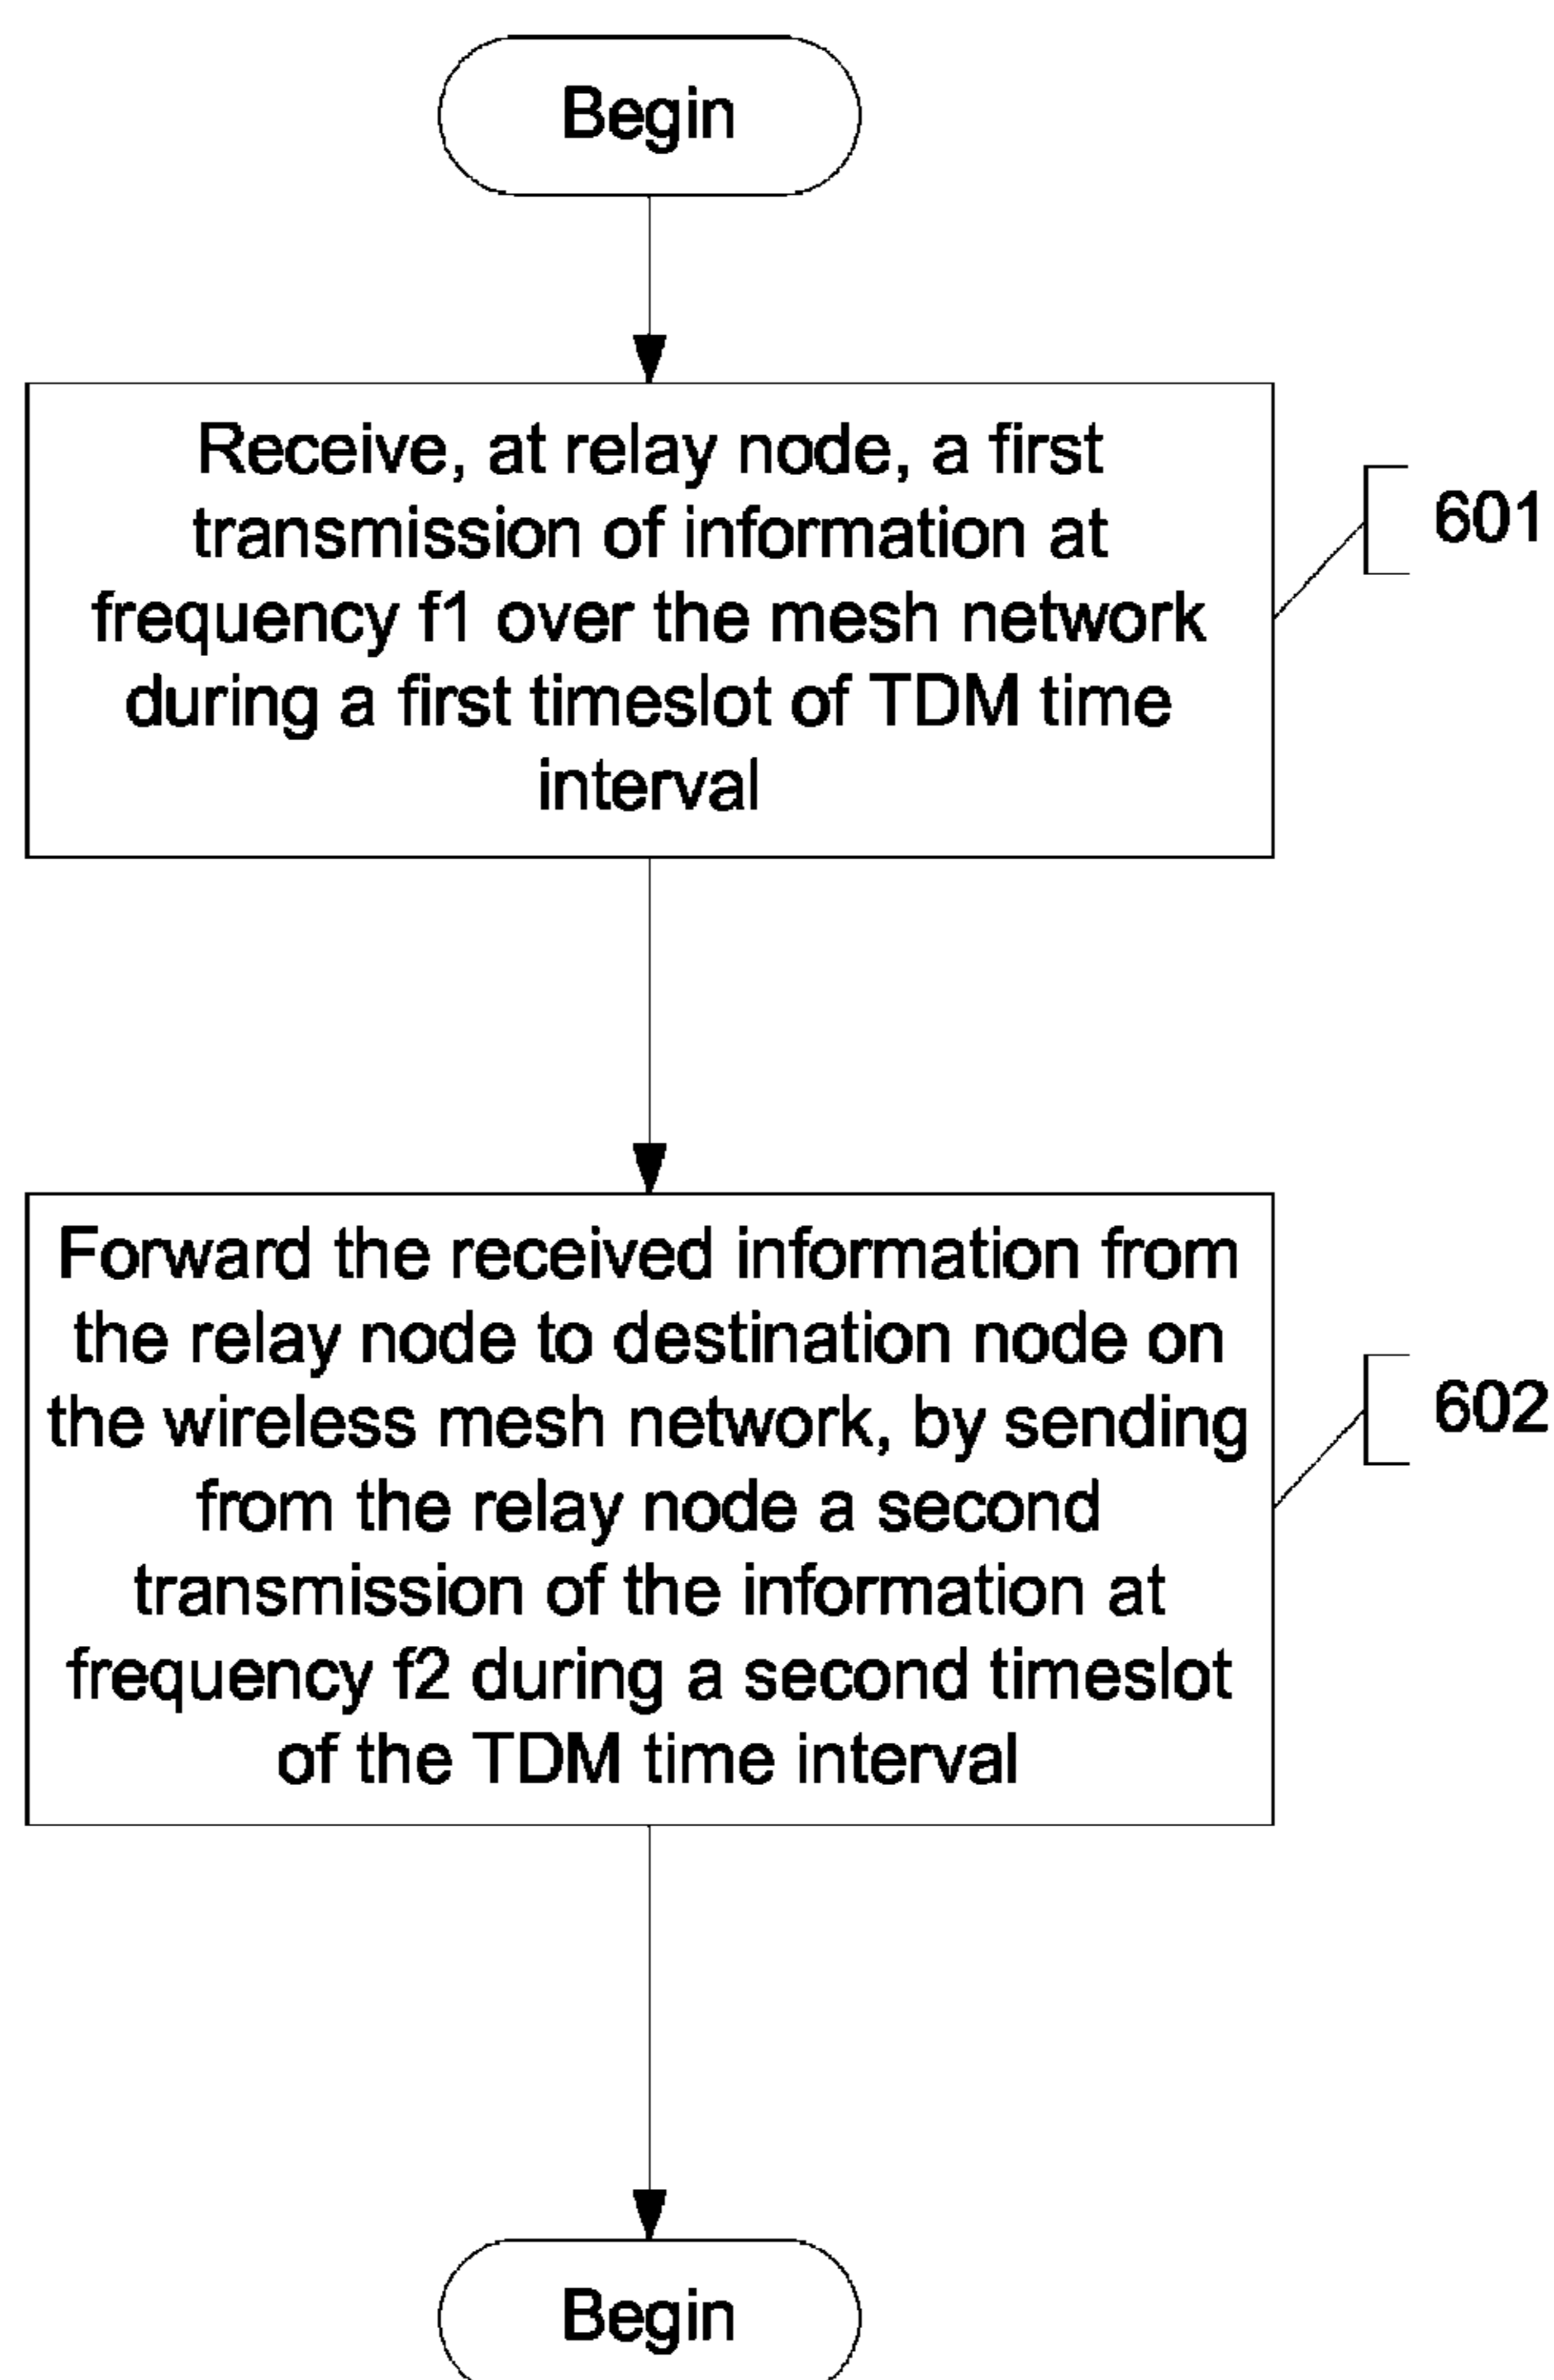 Begin
Receive, at relay node, a first
transmission of information at
frequency f1 over the mesh network
during a first timeslot of TDM time
interval
601
Forward the received information from
the relay node to destination node on
the wireless mesh network, by sending
from the relay node a second
transmission of the information at
frequency f2 during a second timeslot
of the TDM time interval
602
Begin